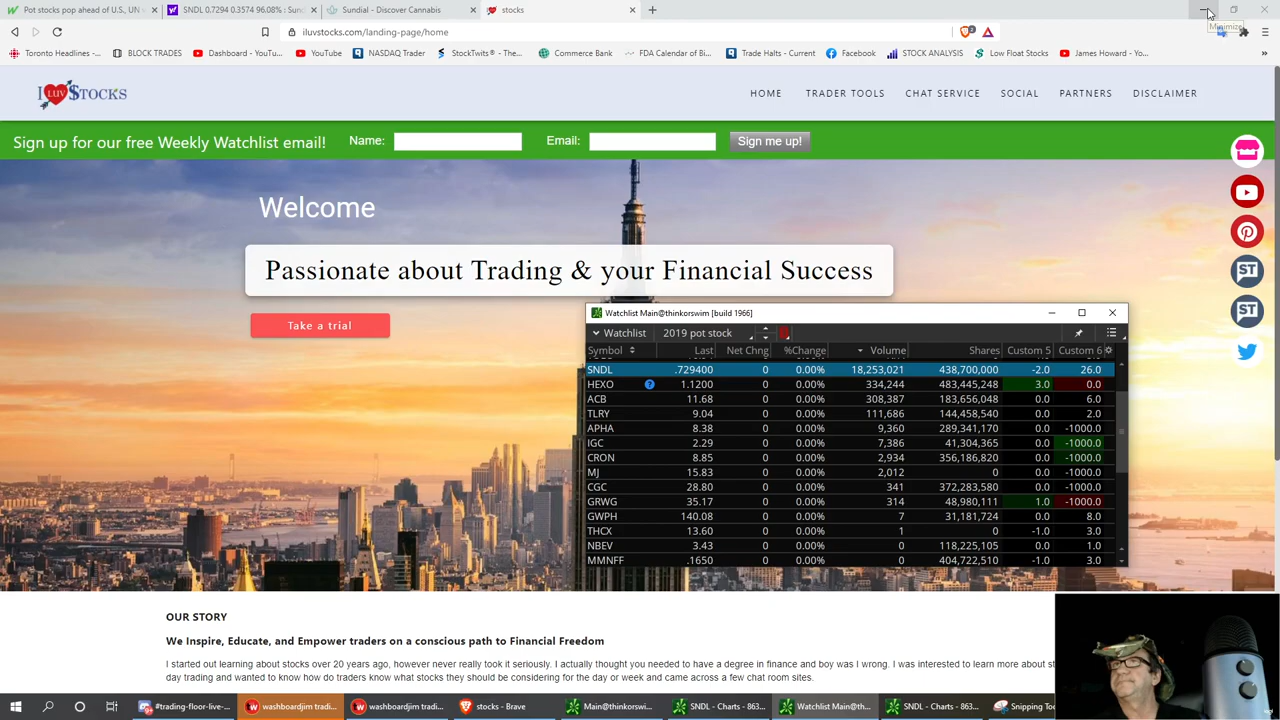 Pot stocks pop ahead of U.S., UN v
SNDL 0.7294 0.3574 96.08% : Sund
Sundial - Discover Cannabis
stocks
Minimize
iluvstocks.com/landing-page/home
Toronto Headlines -...
BLOCK TRADES
Dashboard - YouTu...
YouTube
NASDAQ Trader
StockTwits® - The...
Commerce Bank
FDA Calendar of Bi...
Trade Halts - Current
Facebook
STOCK ANALYSIS
Low Float Stocks
James Howard - Yo...
I LUV $TOCKS
HOME
TRADER TOOLS
CHAT SERVICE
SOCIAL
PARTNERS
DISCLAIMER
Sign up for our free Weekly Watchlist email!
Name:
Email:
Sign me up!
Welcome
Passionate about Trading & your Financial Success
Take a trial
ST
ST
Watchlist Main@thinkorswim [build 1966]
Watchlist 2019 pot stock
Symbol Last Net Chng %Change Volume Shares Custom 5 Custom 6
SNDL .729400 0 0.00% 18,253,021 438,700,000 -2.0 26.0
HEXO 1.1200 0 0.00% 334,244 483,445,248 3.0 0.0
ACB 11.68 0 0.00% 308,387 183,656,048 0.0 6.0
TLRY 9.04 0 0.00% 111,686 144,458,540 0.0 2.0
APHA 8.38 0 0.00% 9,360 289,341,170 0.0 -1000.0
IGC 2.29 0 0.00% 7,386 41,304,365 0.0 -1000.0
CRON 8.85 0 0.00% 2,934 356,186,820 0.0 -1000.0
MJ 15.83 0 0.00% 2,012 0 0.0 -1000.0
CGC 28.80 0 0.00% 341 372,283,580 0.0 -1000.0
GRWG 35.17 0 0.00% 314 48,980,111 1.0 -1000.0
GWPH 140.08 0 0.00% 7 31,181,724 0.0 8.0
THCX 13.60 0 0.00% 1 0 -1.0 3.0
NBEV 3.43 0 0.00% 0 118,225,105 0.0 1.0
MMNFF .1650 0 0.00% 0 404,722,510 -1.0 3.0
OUR STORY
We Inspire, Educate, and Empower traders on a conscious path to Financial Freedom
I started out learning about stocks over 20 years ago, however never really took it seriously. I actually thought you needed to have a degree in finance and boy was I wrong. I was interested to learn more about st
day trading and wanted to know how do traders know what stocks they should be considering for the day or week and came across a few chat room sites.
#trading-floor-live-...
washboardjim tradi...
washboardjim tradi...
stocks - Brave
Main@thinkorswi...
SNDL - Charts - 863...
Watchlist Main@th...
SNDL - Charts - 863...
Snipping Too
logi